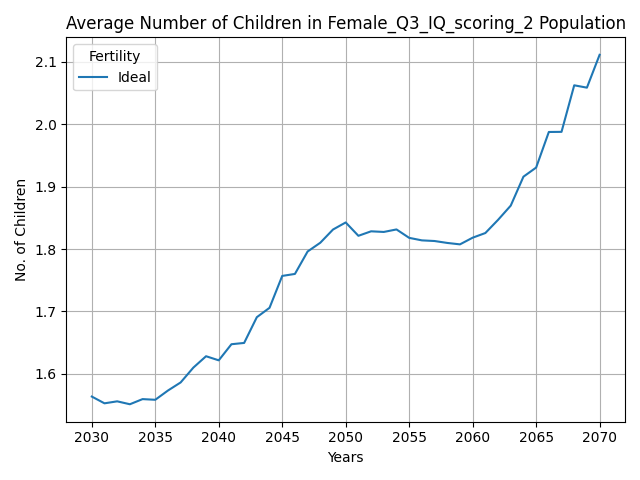 Average Number of Children in Female_Q3_IQ_scoring_2 Population
Fertility
Ideal
No. of Children
2.1
2.0
1.9
1.8
1.7
1.6
2030 2035 2040 2045 2050 2055 2060 2065 2070
Years